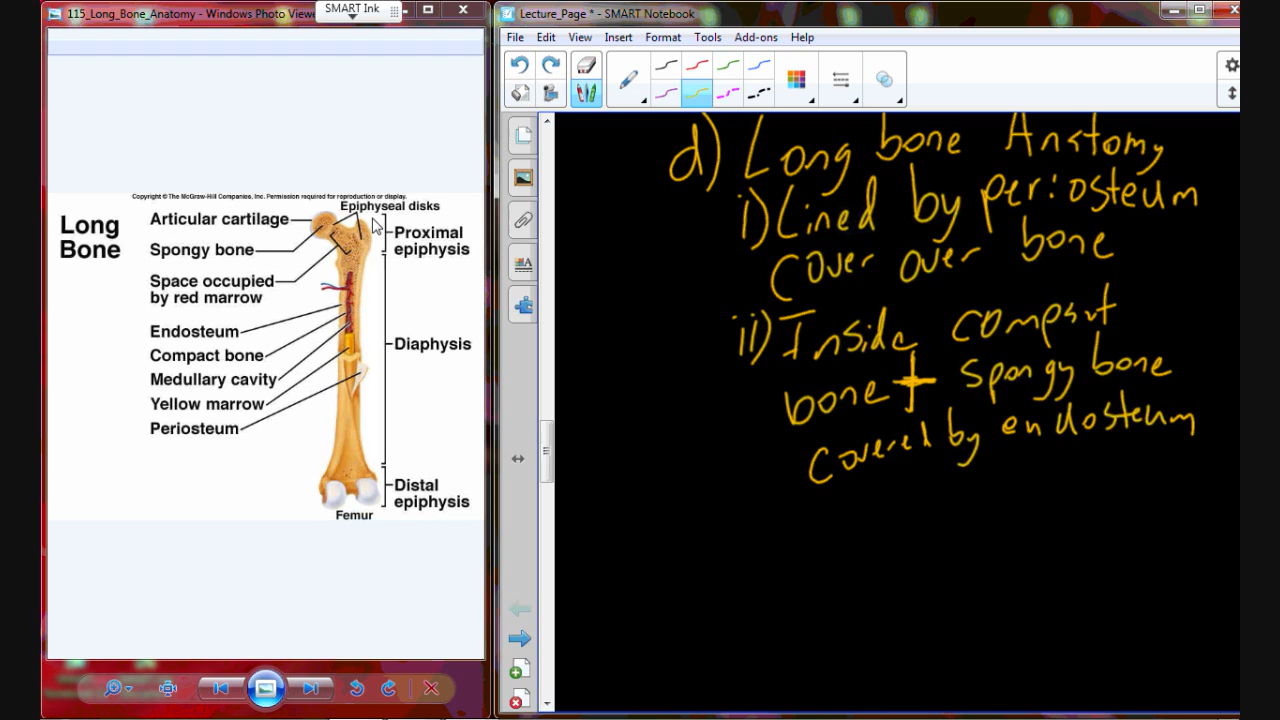 115_Long_Bone_Anatomy - Windows Photo Viewe
SMART Ink
Copyright © The McGraw-Hill Companies, Inc. Permission required for reproduction or display.
Long
Bone
Epiphyseal disks
Articular cartilage
Spongy bone
Space occupied
by red marrow
Endosteum
Compact bone
Medullary cavity
Yellow marrow
Periosteum
Proximal
epiphysis
Diaphysis
Distal
epiphysis
Femur
Lecture_Page * - SMART Notebook
File Edit View Insert Format Tools Add-ons Help
d) Long bone Anatomy
i) Lined by periosteum
cover over bone
ii) Inside compact
bone + spongy bone
covered by endosteum